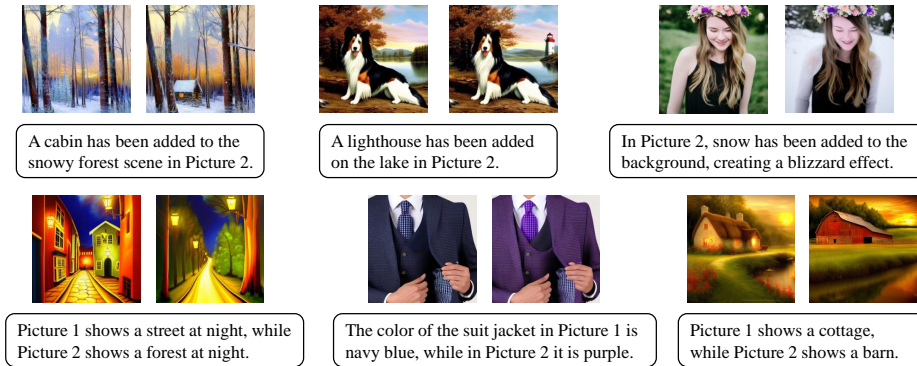 A cabin has been added to the
snowy forest scene in Picture 2.
A lighthouse has been added
on the lake in Picture 2.
In Picture 2, snow has been added to the
background, creating a blizzard effect.
Picture 1 shows a street at night, while
Picture 2 shows a forest at night.
The color of the suit jacket in Picture 1 is
navy blue, while in Picture 2 it is purple.
Picture 1 shows a cottage,
while Picture 2 shows a barn.